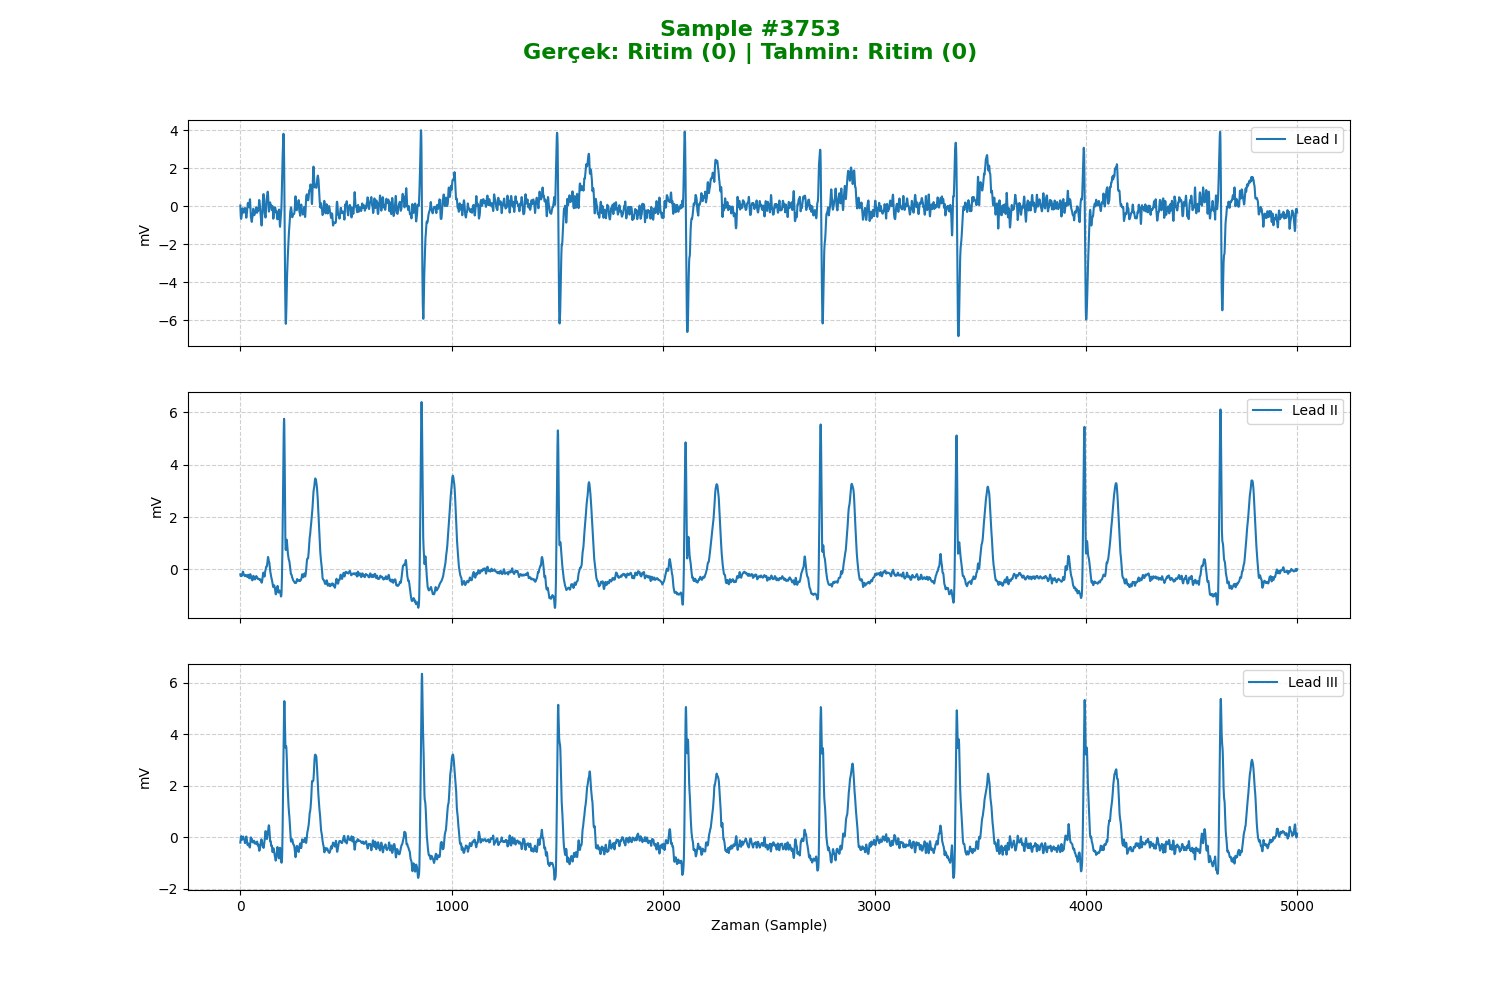 Sample #3753
Gerçek: Ritim (0) | Tahmin: Ritim (0)
Lead I
4
2
0
−2
−4
−6
mV
Lead II
6
4
2
0
mV
Lead III
6
4
2
0
−2
mV
0 1000 2000 3000 4000 5000
Zaman (Sample)